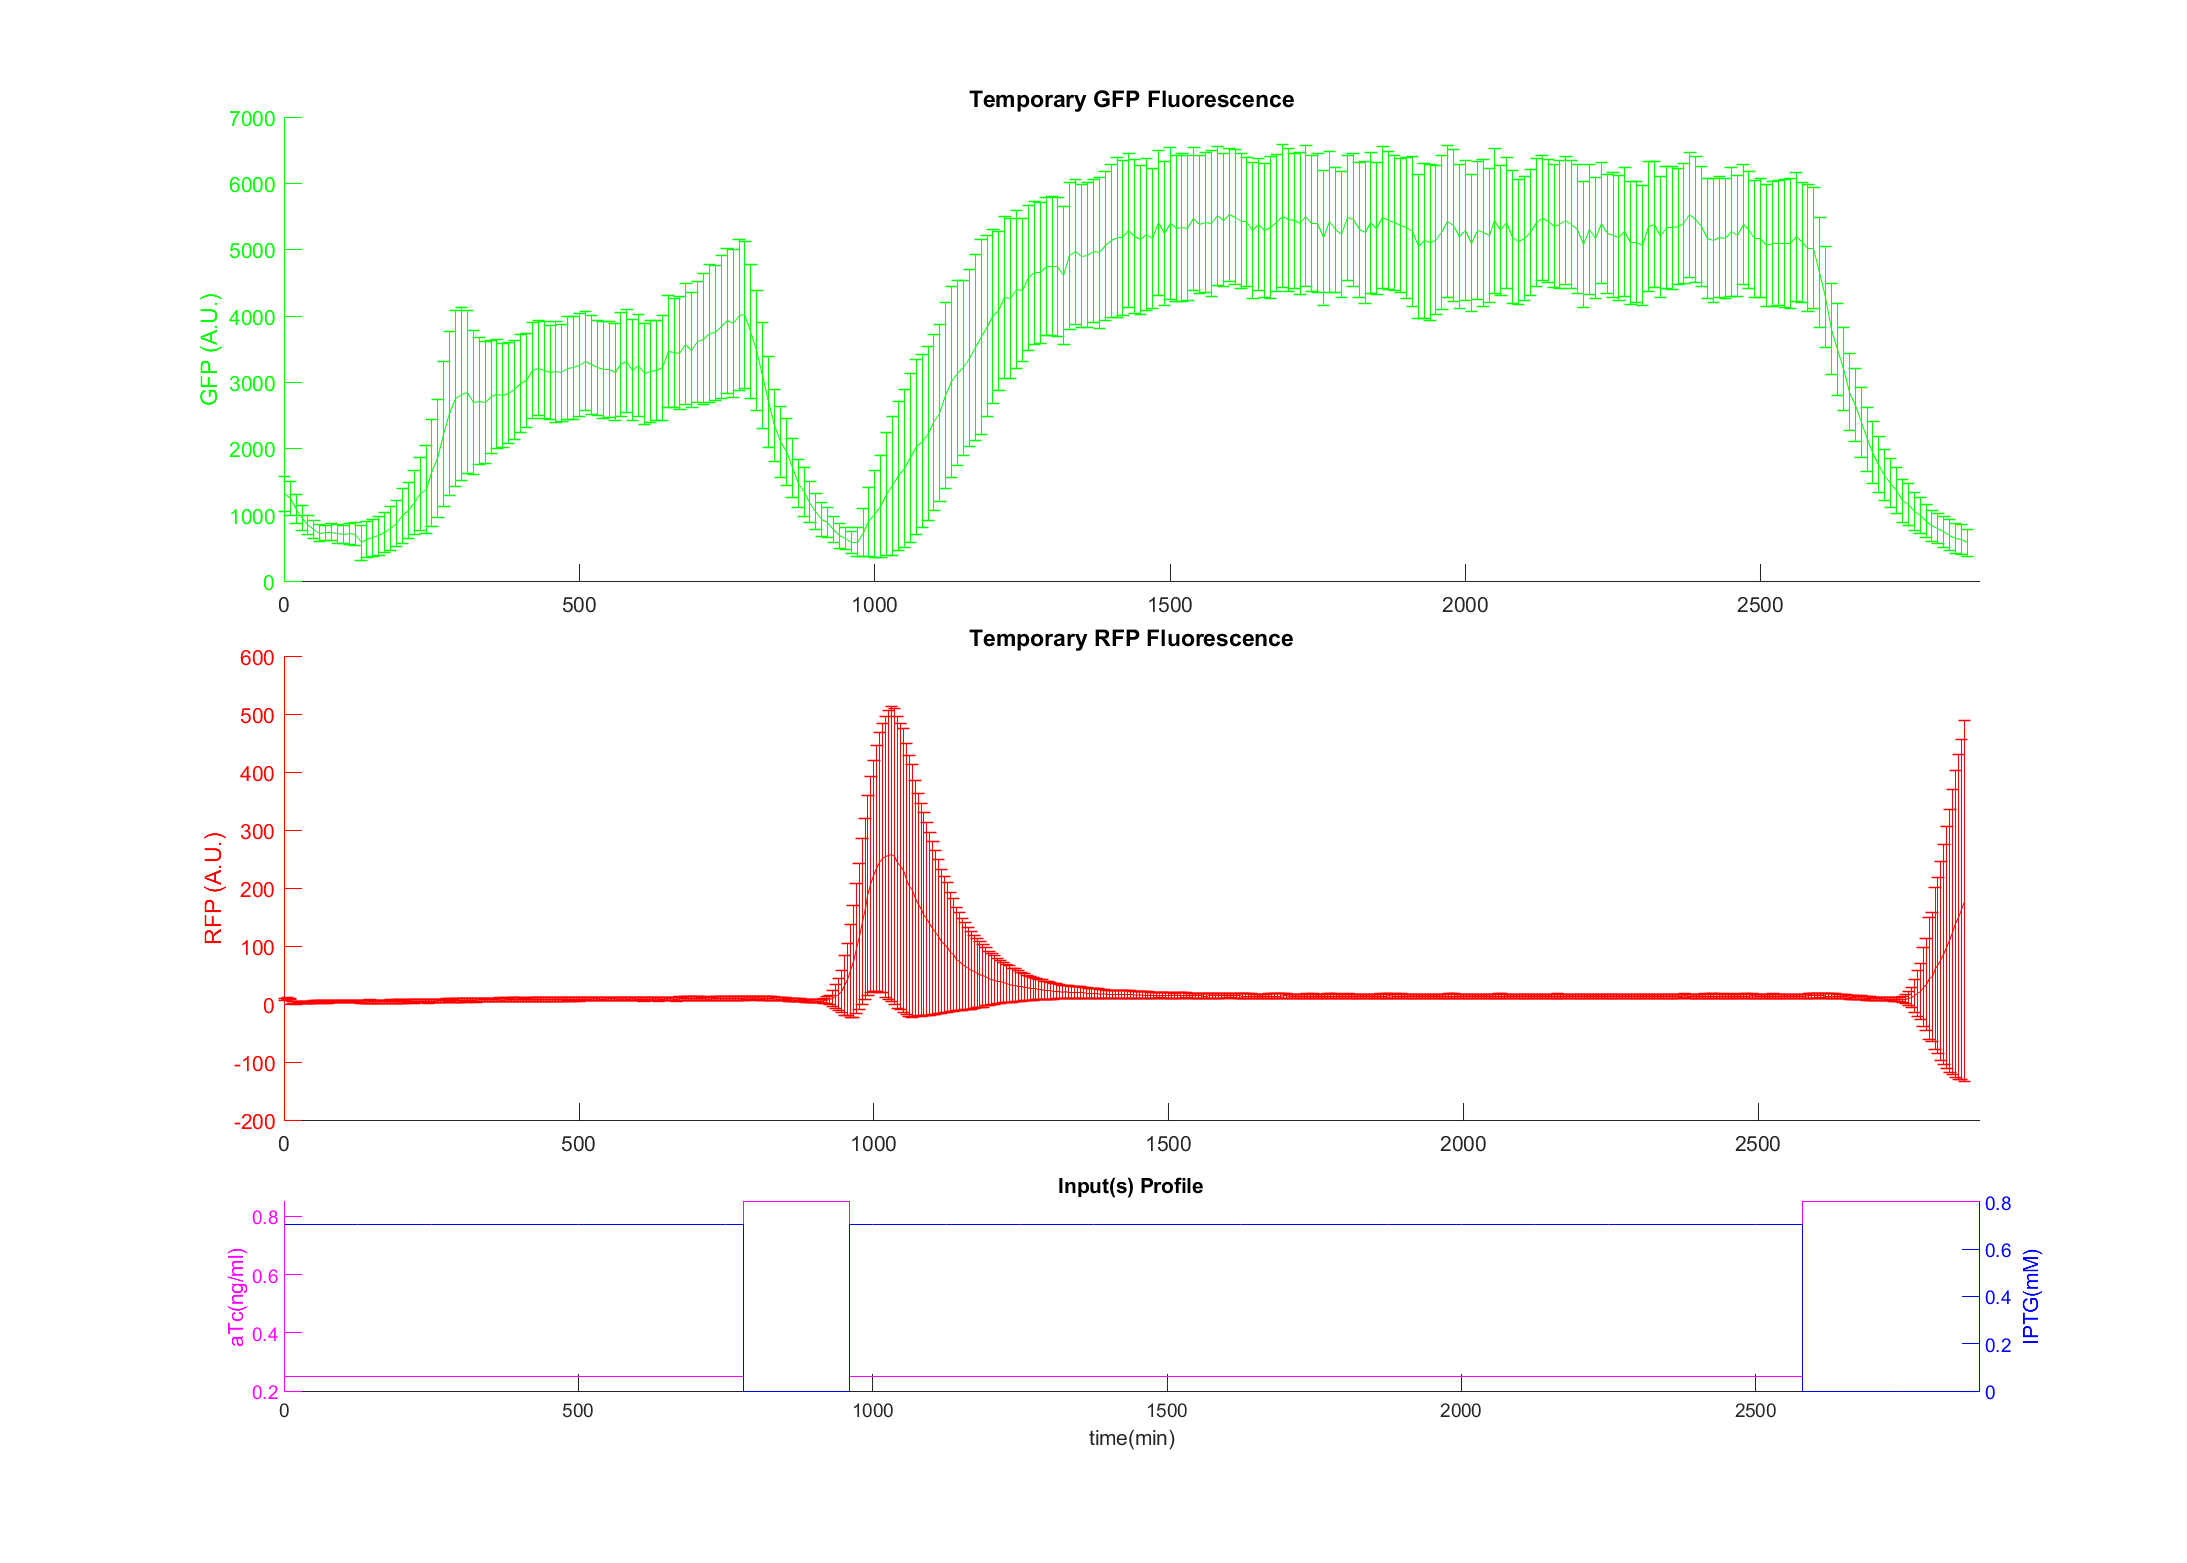 Temporary GFP Fluorescence
7000
6000
5000
4000
3000
2000
1000
0
GFP (A.U.)
0 500 1000 1500 2000 2500
Temporary RFP Fluorescence
600
500
400
300
200
100
0
-100
-200
RFP (A.U.)
0 500 1000 1500 2000 2500
Input(s) Profile
0.8
0.6
0.4
0.2
aTc(ng/ml)
0.8
0.6
0.4
0.2
0
IPTG(mM)
0 500 1000 1500 2000 2500
time(min)